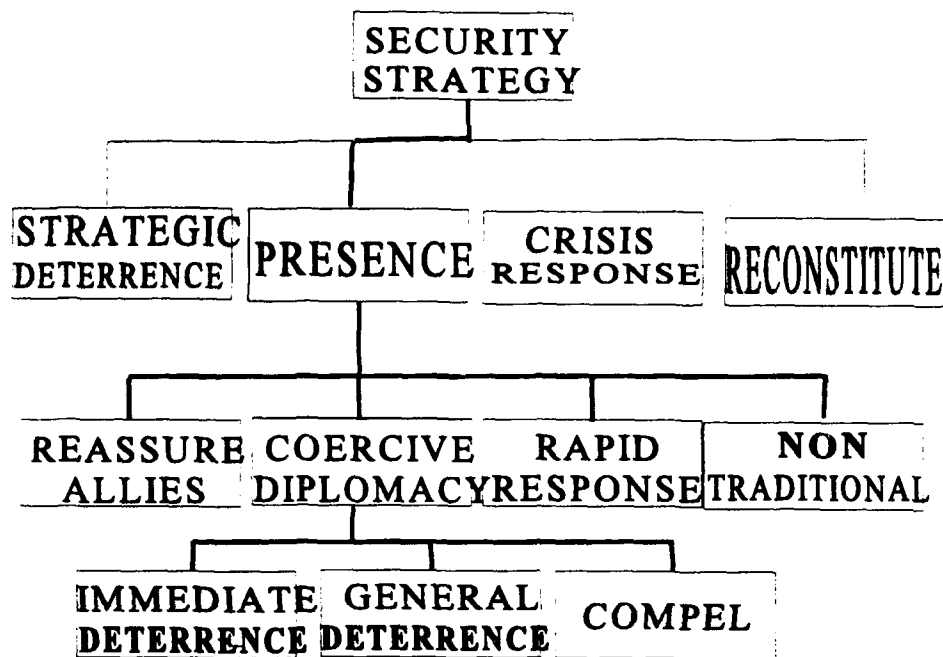 SECURITY
STRATEGY
STRATEGIC
DETERRENCE
PRESENCE
CRISIS
RESPONSE
RECONSTITUTE
REASSURE
ALLIES
COERCIVE
DIPLOMACY
RAPID
RESPONSE
NON
TRADITIONAL
IMMEDIATE
DETERRENCE
GENERAL
DETERRENCE
COMPEL